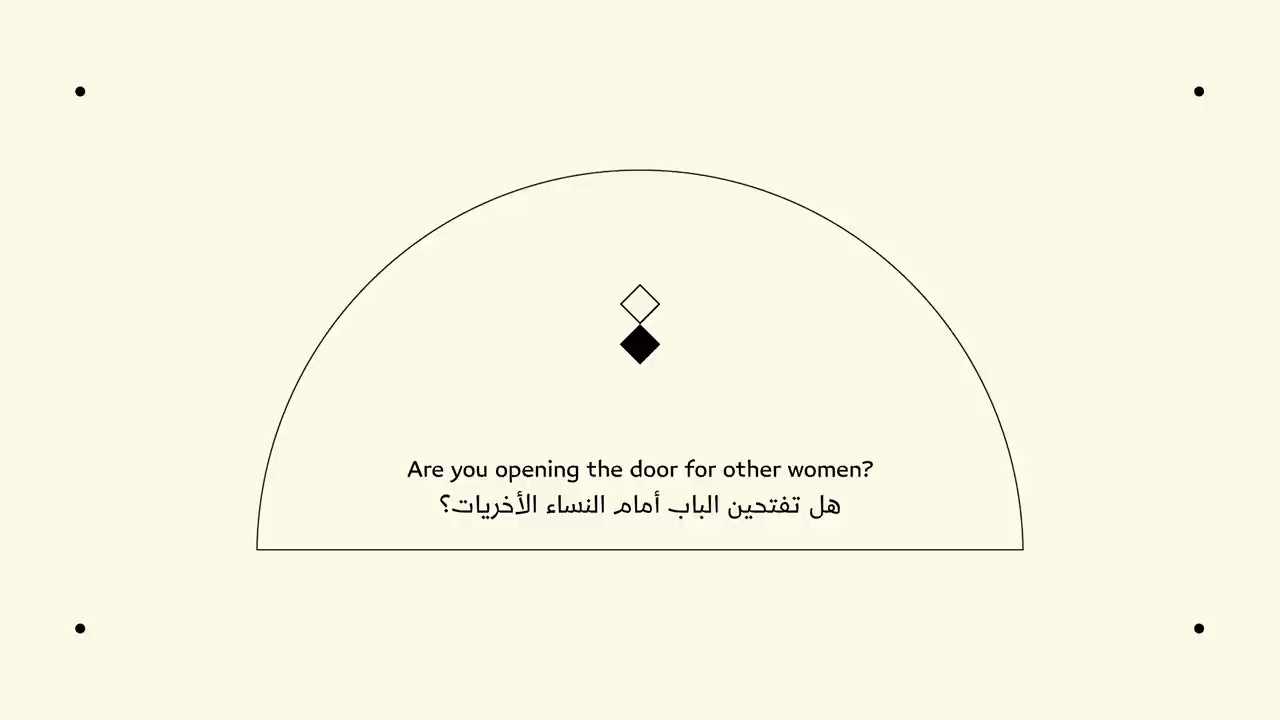 Are you opening the door for other women?
هل تفتحين الباب أمام النساء الأخريات؟